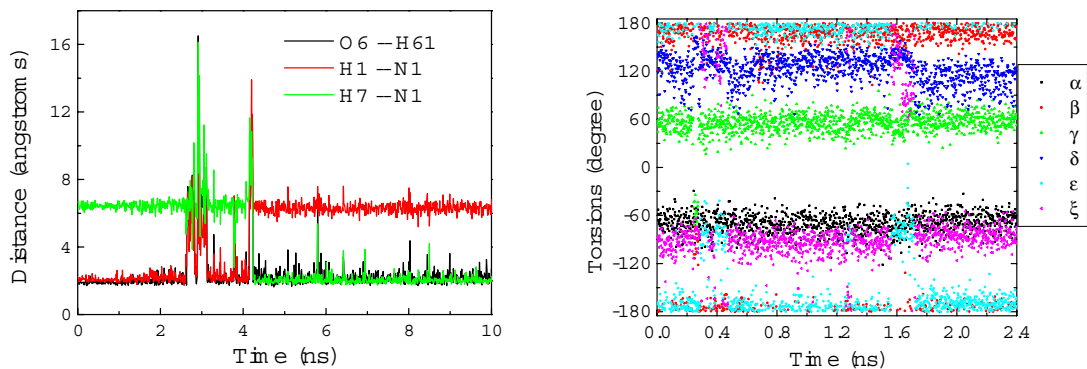 O6 --H61
H1 --N1
H7 --N1
16
12
8
4
0
0
2
4
6
8
10
Distance (angstroms)
Time (ns)
180
120
60
0
-60
-120
-180
0.0
0.4
0.8
1.2
1.6
2.0
2.4
Torsions (degree)
Time (ns)
α
β
γ
δ
ε
ξ